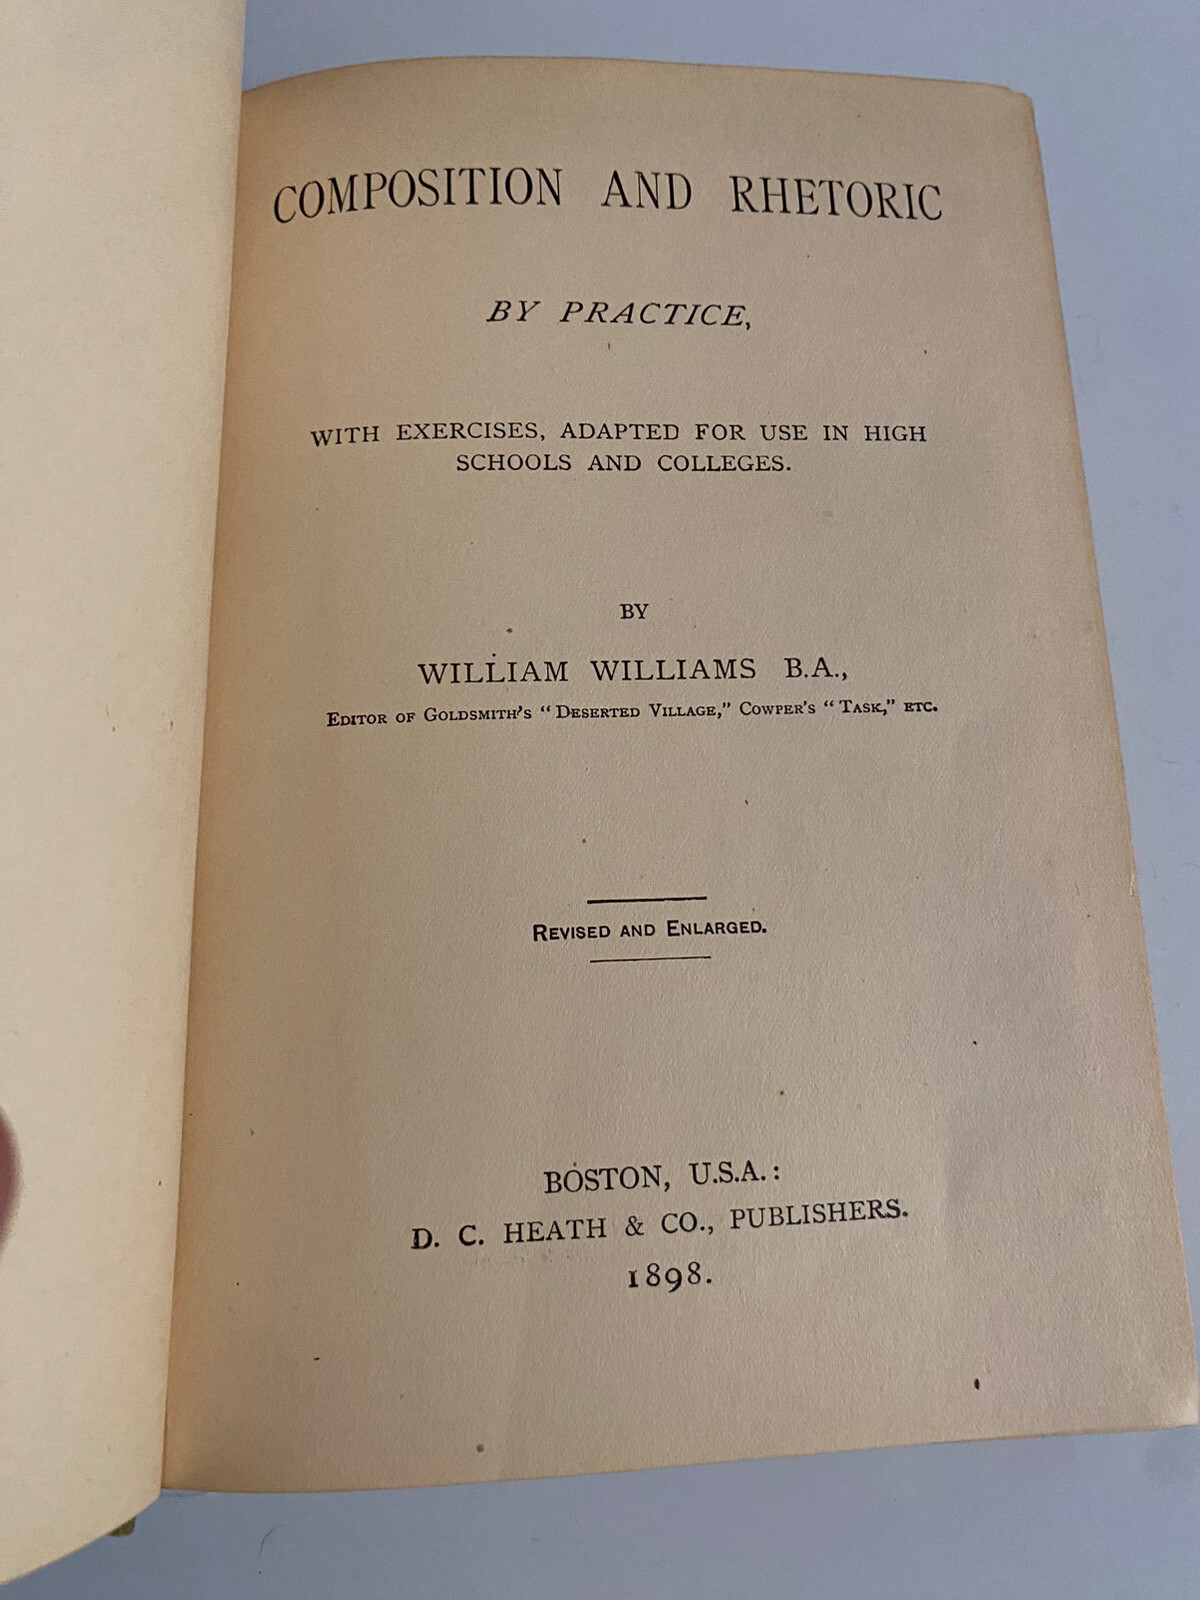 COMPOSITION AND RHETORIC
BY PRACTICE,
WITH EXERCISES, ADAPTED FOR USE IN HIGH
SCHOOLS AND COLLEGES.
BY
WILLIAM WILLIAMS B.A.,
EDITOR OF GOLDSMITH'S "DESERTED VILLAGE," COWPER'S "TASK," ETC.
REVISED AND ENLARGED.
BOSTON, U.S.A.:
D. C. HEATH & CO., PUBLISHERS.
1898.